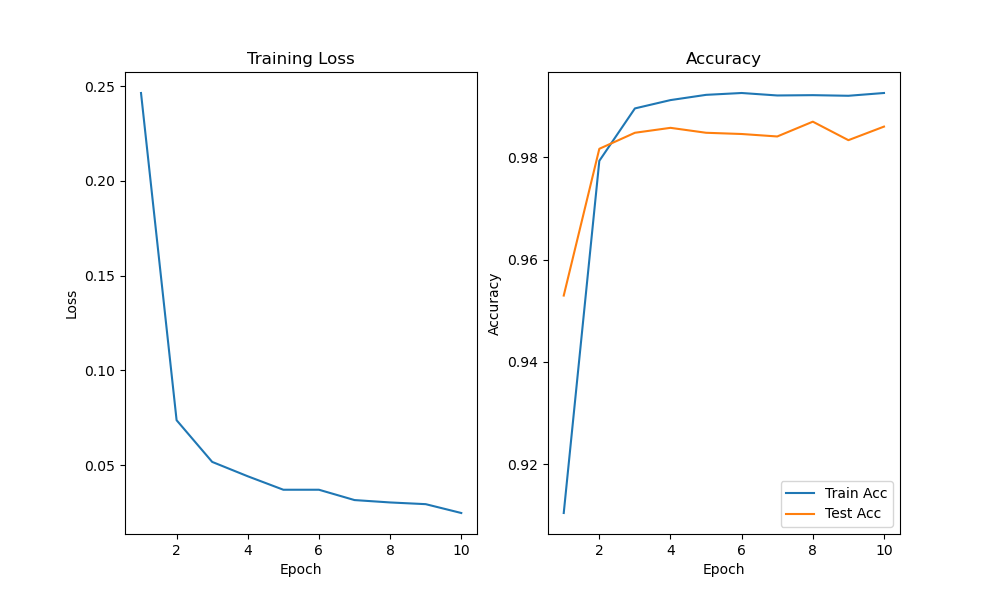 Training Loss
0.25
0.20
0.15
0.10
0.05
Loss
2 4 6 8 10
Epoch
Accuracy
0.98
0.96
0.94
0.92
Accuracy
Train Acc
Test Acc
2 4 6 8 10
Epoch